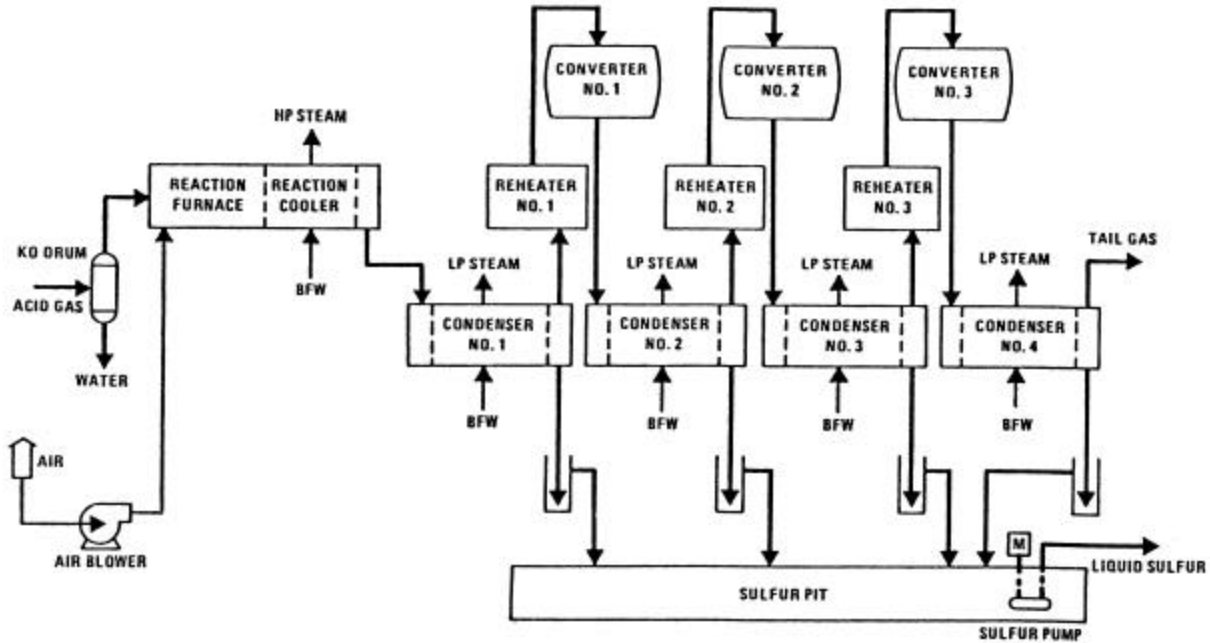 CONVERTER
NO. 1
CONVERTER
NO. 2
CONVERTER
NO. 3
HP STEAM
REACTION
FURNACE
REACTION
COOLER
REHEATER
NO. 1
REHEATER
NO. 2
REHEATER
NO. 3
KO DRUM
ACID GAS
BFW
WATER
LP STEAM
LP STEAM
LP STEAM
LP STEAM
TAIL GAS
CONDENSER
NO. 1
CONDENSER
NO. 2
CONDENSER
NO. 3
CONDENSER
NO. 4
BFW
BFW
BFW
BFW
AIR
AIR BLOWER
M
LIQUID SULFUR
SULFUR PIT
SULFUR PUMP